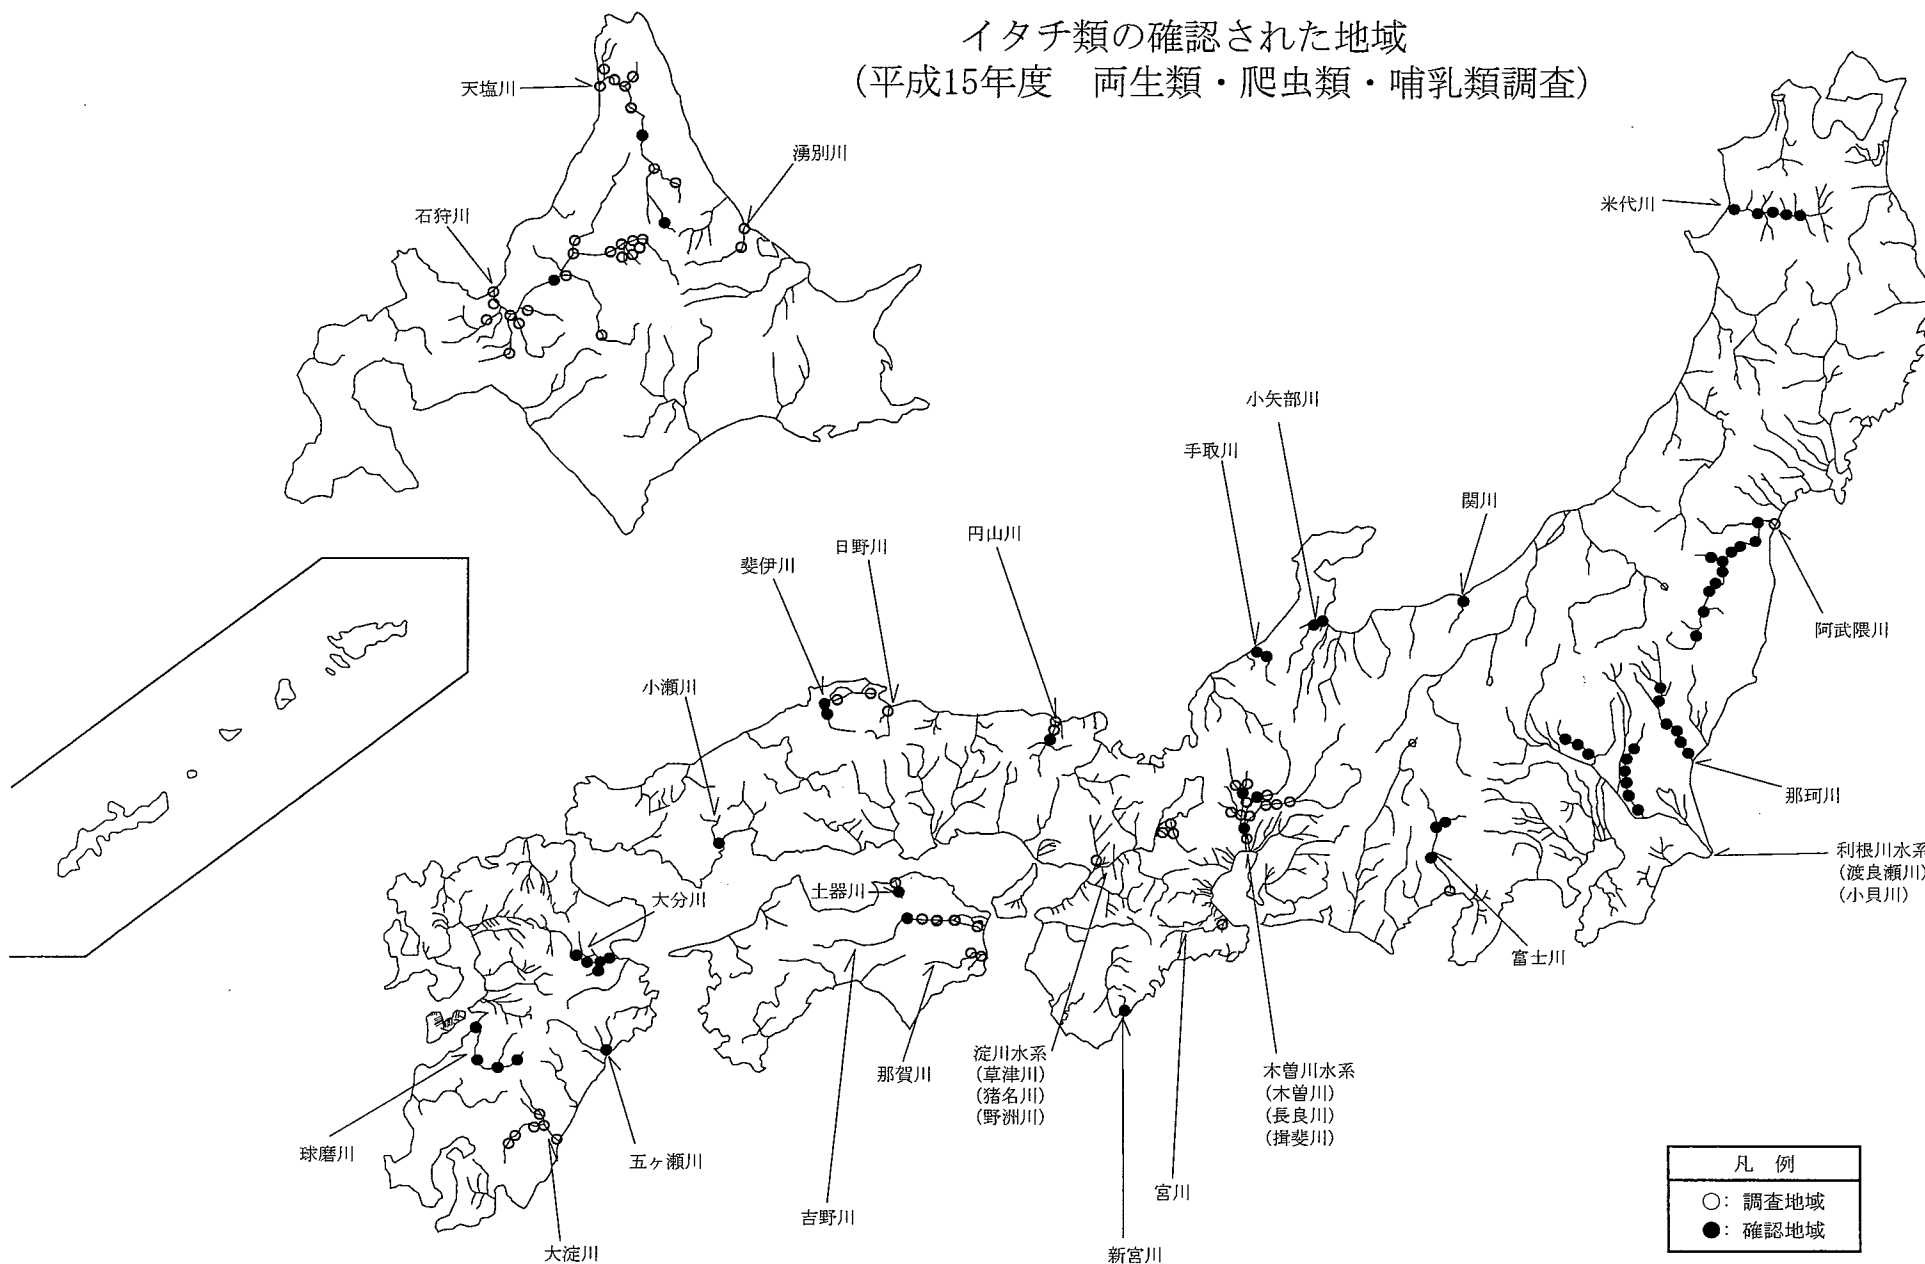 イタチ類の確認された地域
(平成15年度　両生類・爬虫類・哺乳類調査)
天塩川
湧別川
石狩川
米代川
小矢部川
手取川
関川
円山川
日野川
斐伊川
阿武隈川
小瀬川
那珂川
利根川水系
(渡良瀬川)
(小貝川)
土器川
大分川
富士川
那賀川
淀川水系
(草津川)
(猪名川)
(野洲川)
木曽川水系
(木曽川)
(長良川)
(揖斐川)
球磨川
五ヶ瀬川
宮川
吉野川
大淀川
新宮川
凡 例
○: 調査地域
●: 確認地域